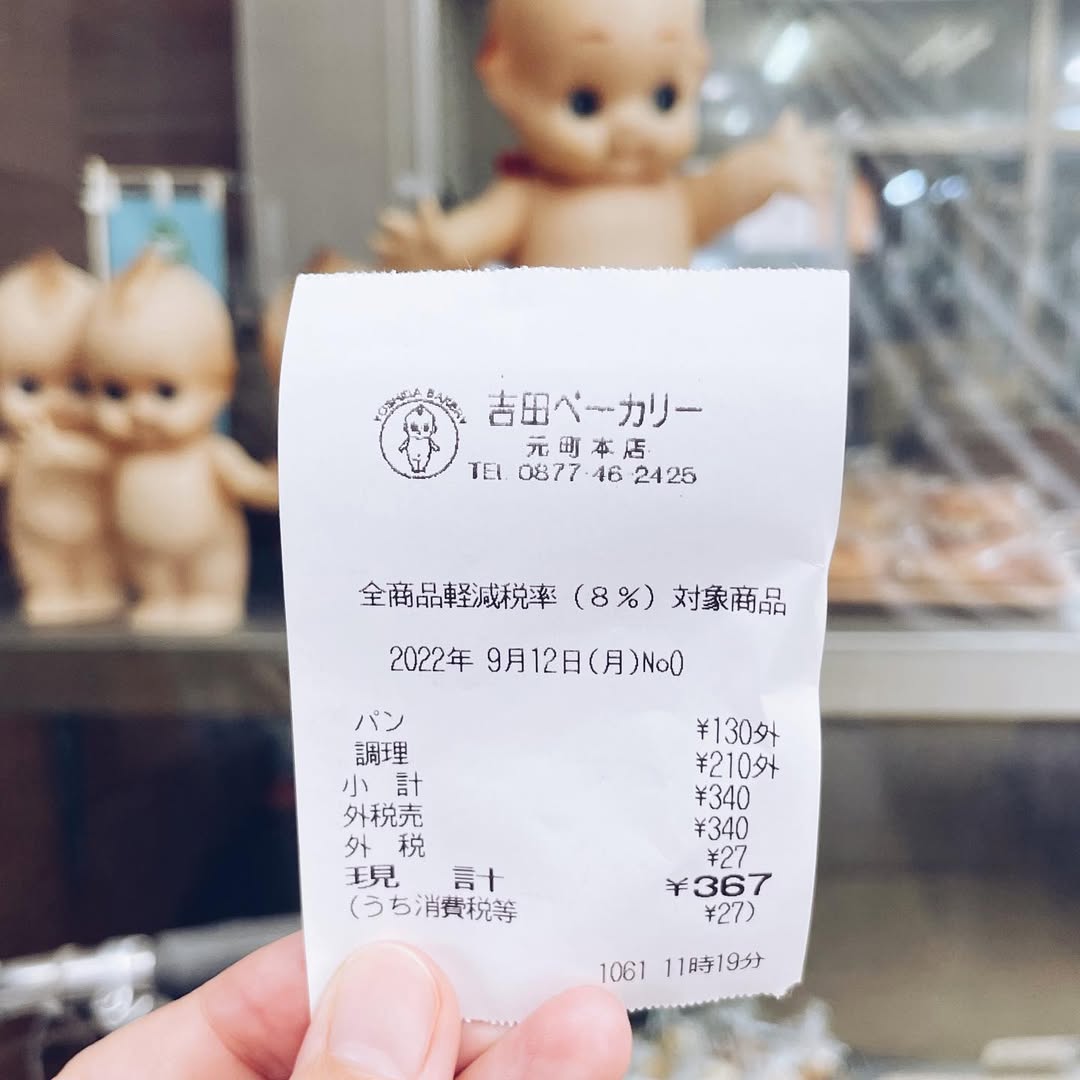 YOSHIDA BAKERY
吉田ベーカリー
元町本店
TEL 0877-46-2425
全商品軽減税率(8%)対象商品
2022年 9月12日(月)No0
パン ¥130外
調理 ¥210外
小 計 ¥340
外税売 ¥340
外 税 ¥27
現 計 ¥367
(うち消費税等 ¥27)
1061 11時19分